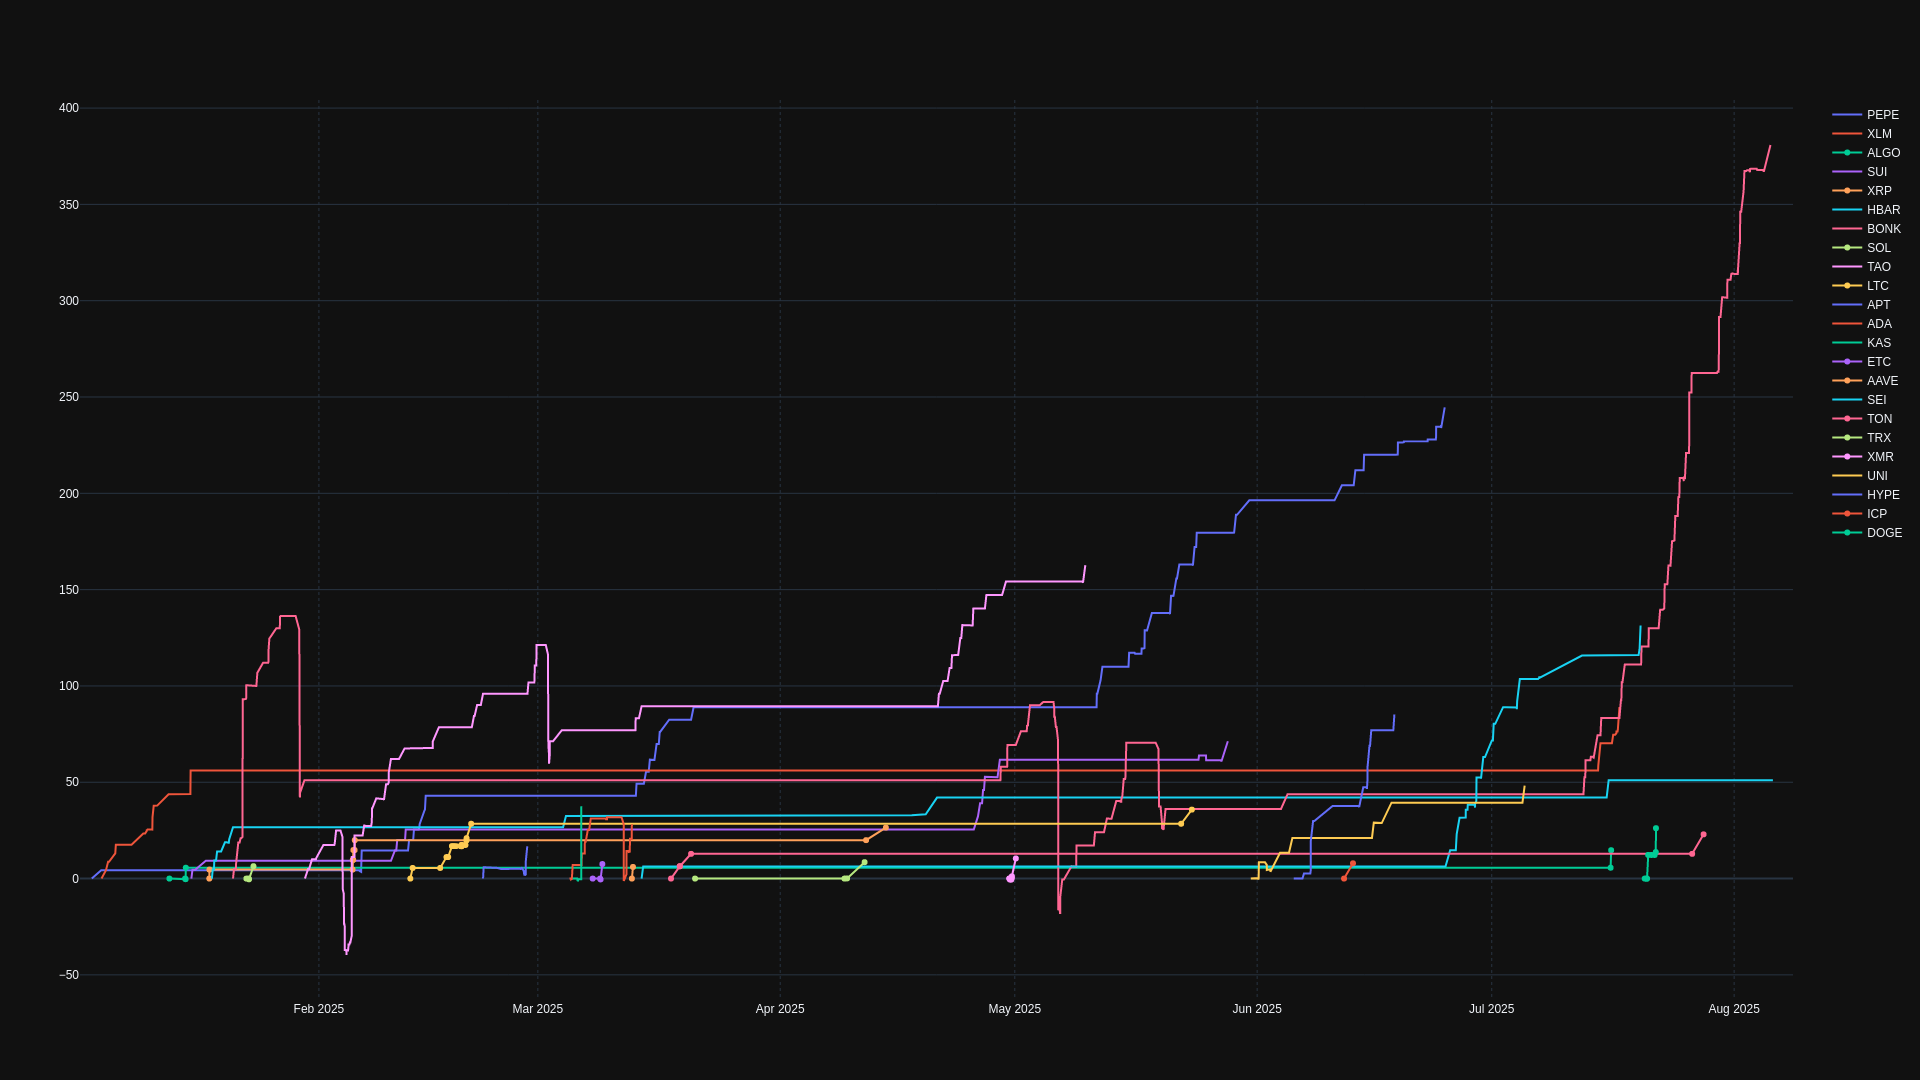 400
350
300
250
200
150
100
50
0
−50
Feb 2025
Mar 2025
Apr 2025
May 2025
Jun 2025
Jul 2025
Aug 2025
PEPE
XLM
ALGO
SUI
XRP
HBAR
BONK
SOL
TAO
LTC
APT
ADA
KAS
ETC
AAVE
SEI
TON
TRX
XMR
UNI
HYPE
ICP
DOGE